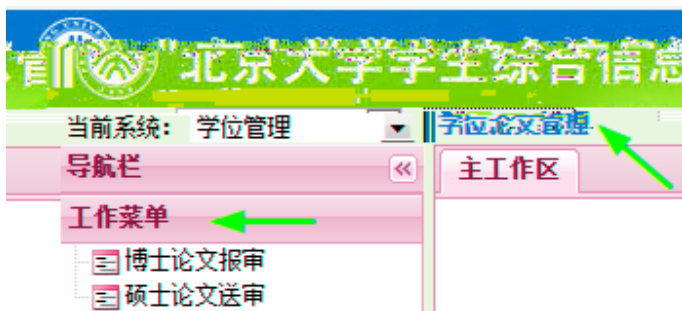 北京大学学生综合信息
当前系统： 学位管理 学位论文管理
导航栏 主工作区
工作菜单
博士论文报审
硕士论文送审